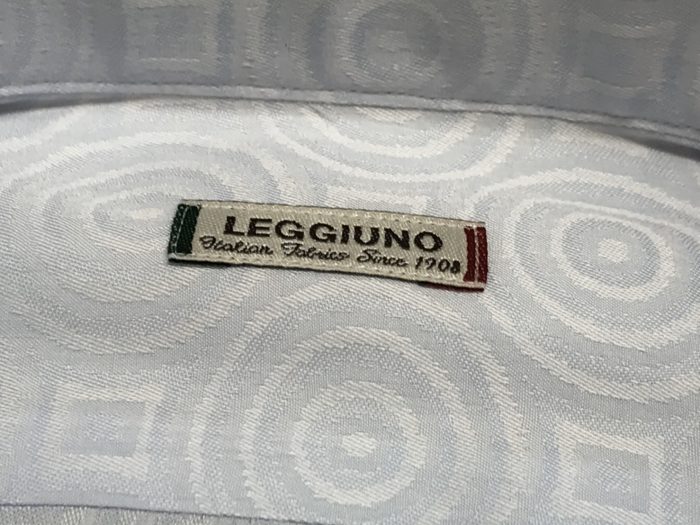 LEGGIUNO
Italian Fabrics Since 1908